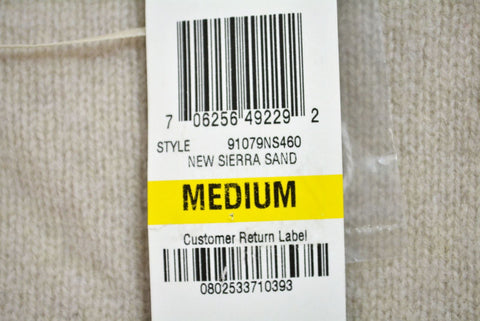 7 06256 49229 2
STYLE 91079NS460
NEW SIERRA SAND
MEDIUM
Customer Return Label
0802533710393